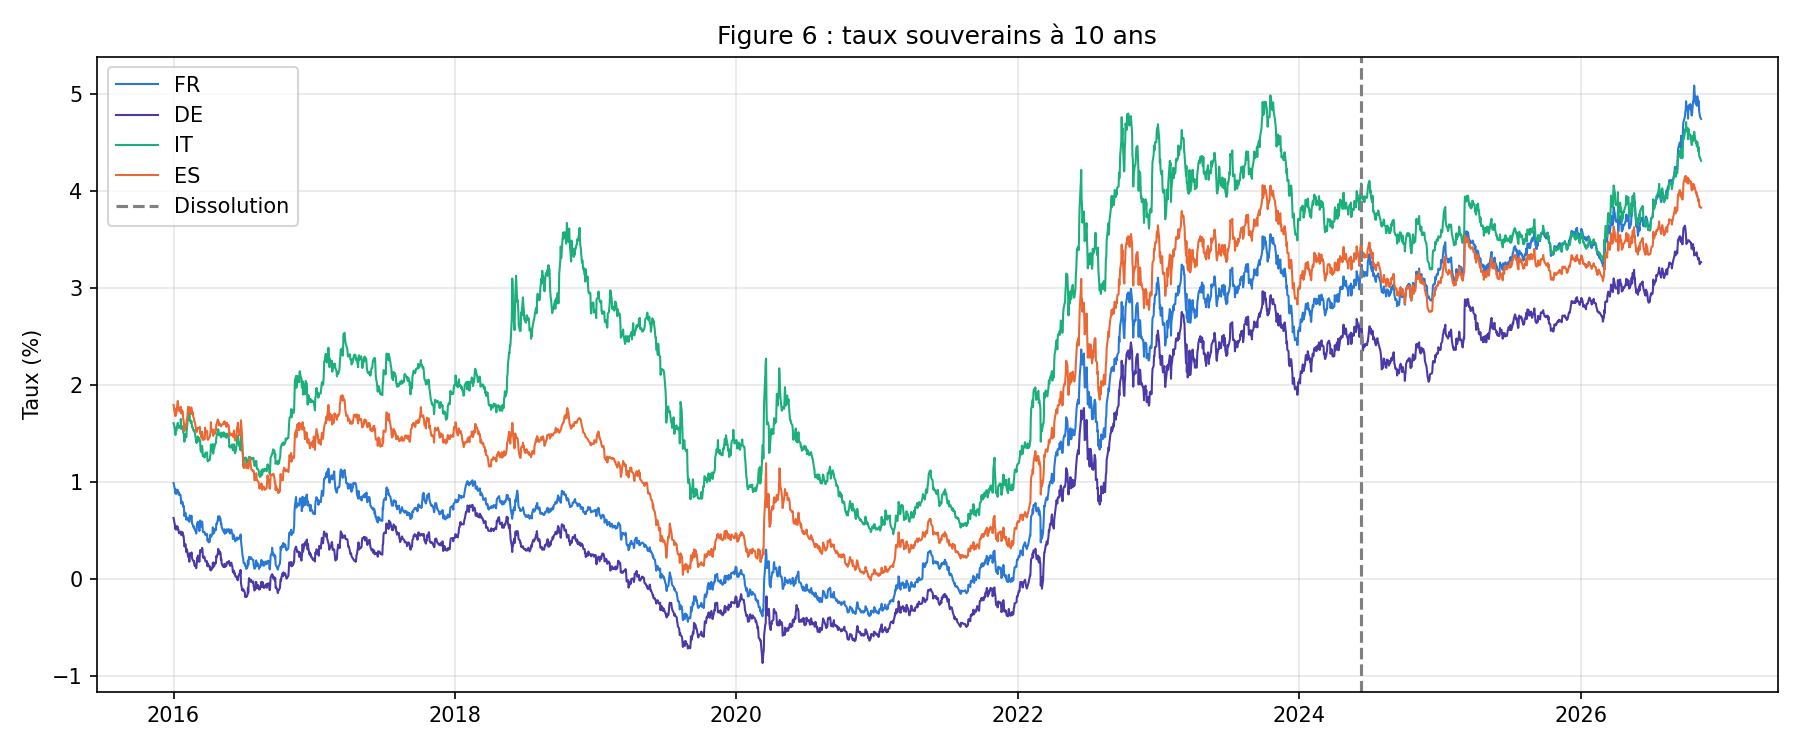 Figure 6 : taux souverains à 10 ans
Taux (%)
5
4
3
2
1
0
−1
FR
DE
IT
ES
Dissolution
2016
2018
2020
2022
2024
2026